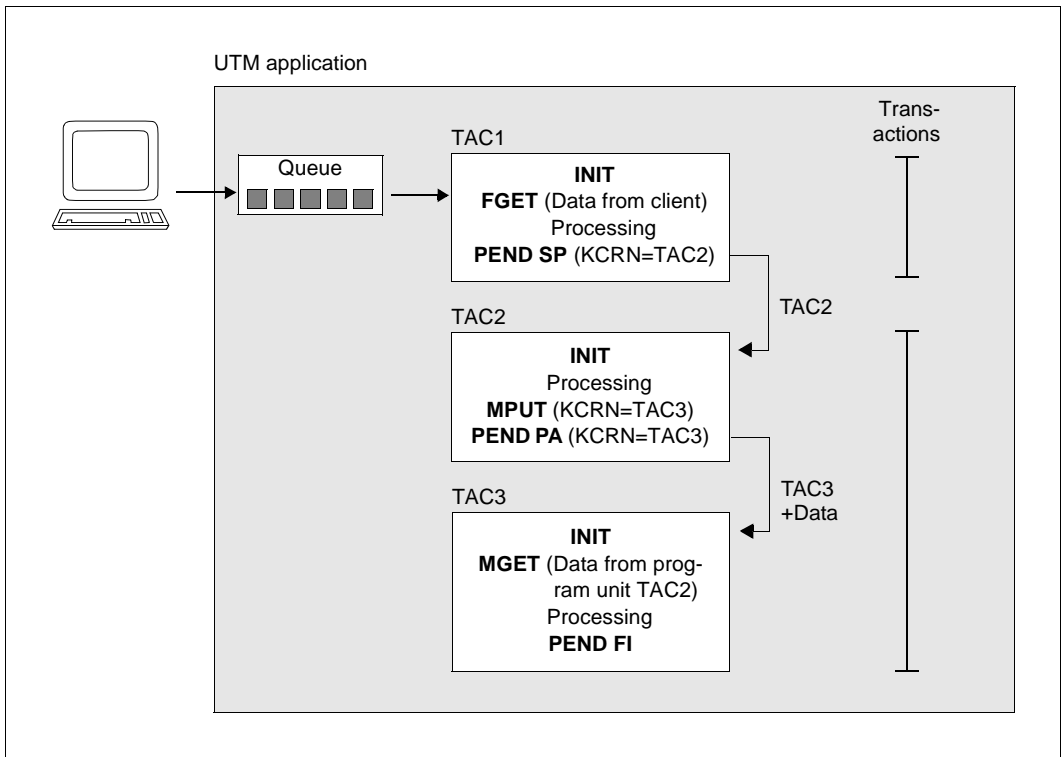 UTM application
Trans-
actions
TAC1
Queue
INIT
FGET (Data from client)
Processing
PEND SP (KCRN=TAC2)
TAC2
TAC2
INIT
Processing
MPUT (KCRN=TAC3)
PEND PA (KCRN=TAC3)
TAC3
+Data
TAC3
INIT
MGET (Data from prog-
ram unit TAC2)
Processing
PEND FI